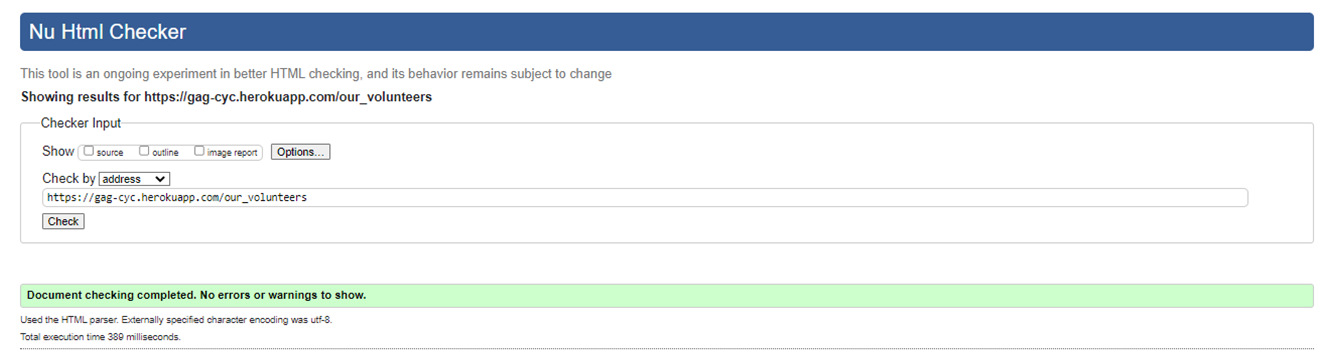 Nu Html Checker
This tool is an ongoing experiment in better HTML checking, and its behavior remains subject to change
Showing results for https://gag-cyc.herokuapp.com/our_volunteers
Checker Input
Show source outline image report Options...
Check by address
https://gag-cyc.herokuapp.com/our_volunteers
Check
Document checking completed. No errors or warnings to show.
Used the HTML parser. Externally specified character encoding was utf-8.
Total execution time 389 milliseconds.